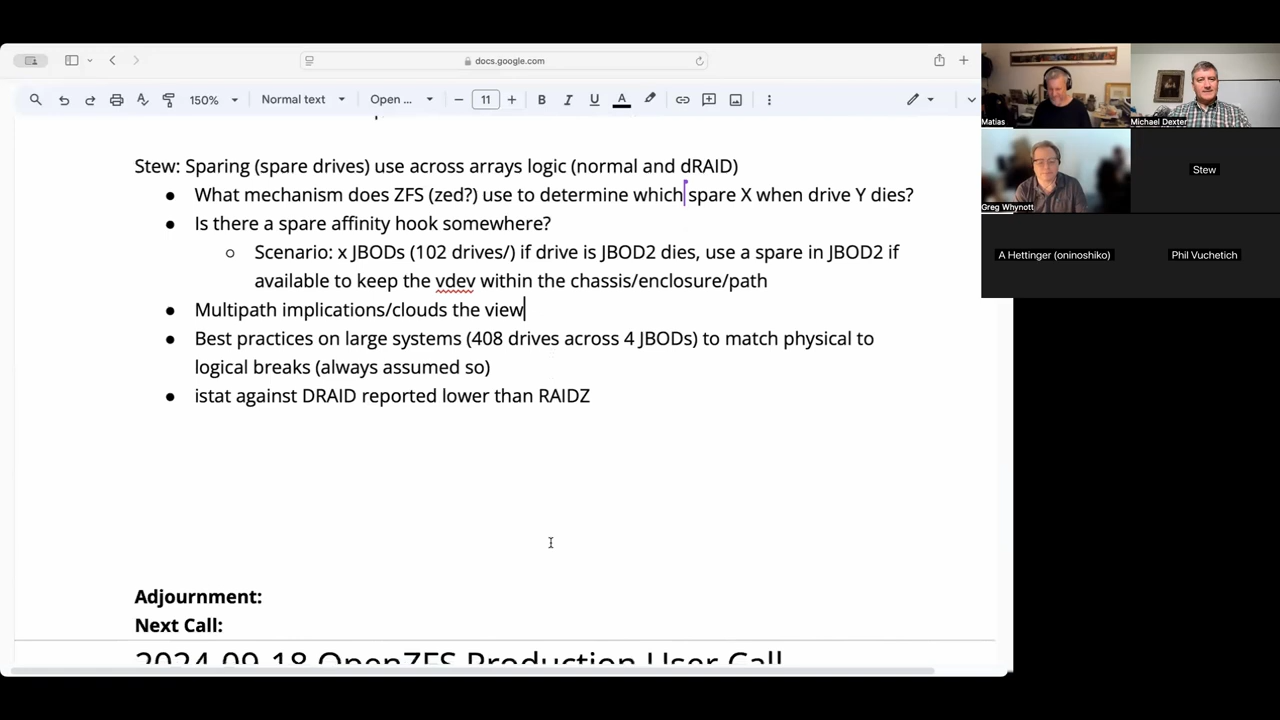 docs.google.com
150%
Normal text
Open ...
11
Stew: Sparing (spare drives) use across arrays logic (normal and dRAID)
● What mechanism does ZFS (zed?) use to determine which spare X when drive Y dies?
● Is there a spare affinity hook somewhere?
○ Scenario: x JBODs (102 drives/) if drive is JBOD2 dies, use a spare in JBOD2 if
available to keep the vdev within the chassis/enclosure/path
● Multipath implications/clouds the view
● Best practices on large systems (408 drives across 4 JBODs) to match physical to
logical breaks (always assumed so)
● istat against DRAID reported lower than RAIDZ
Adjournment:
Next Call:
2024-09-18 OpenZFS Production User Call
Matias
Michael Dexter
Greg Whynott
Stew
A Hettinger (oninoshiko)
Phil Vuchetich